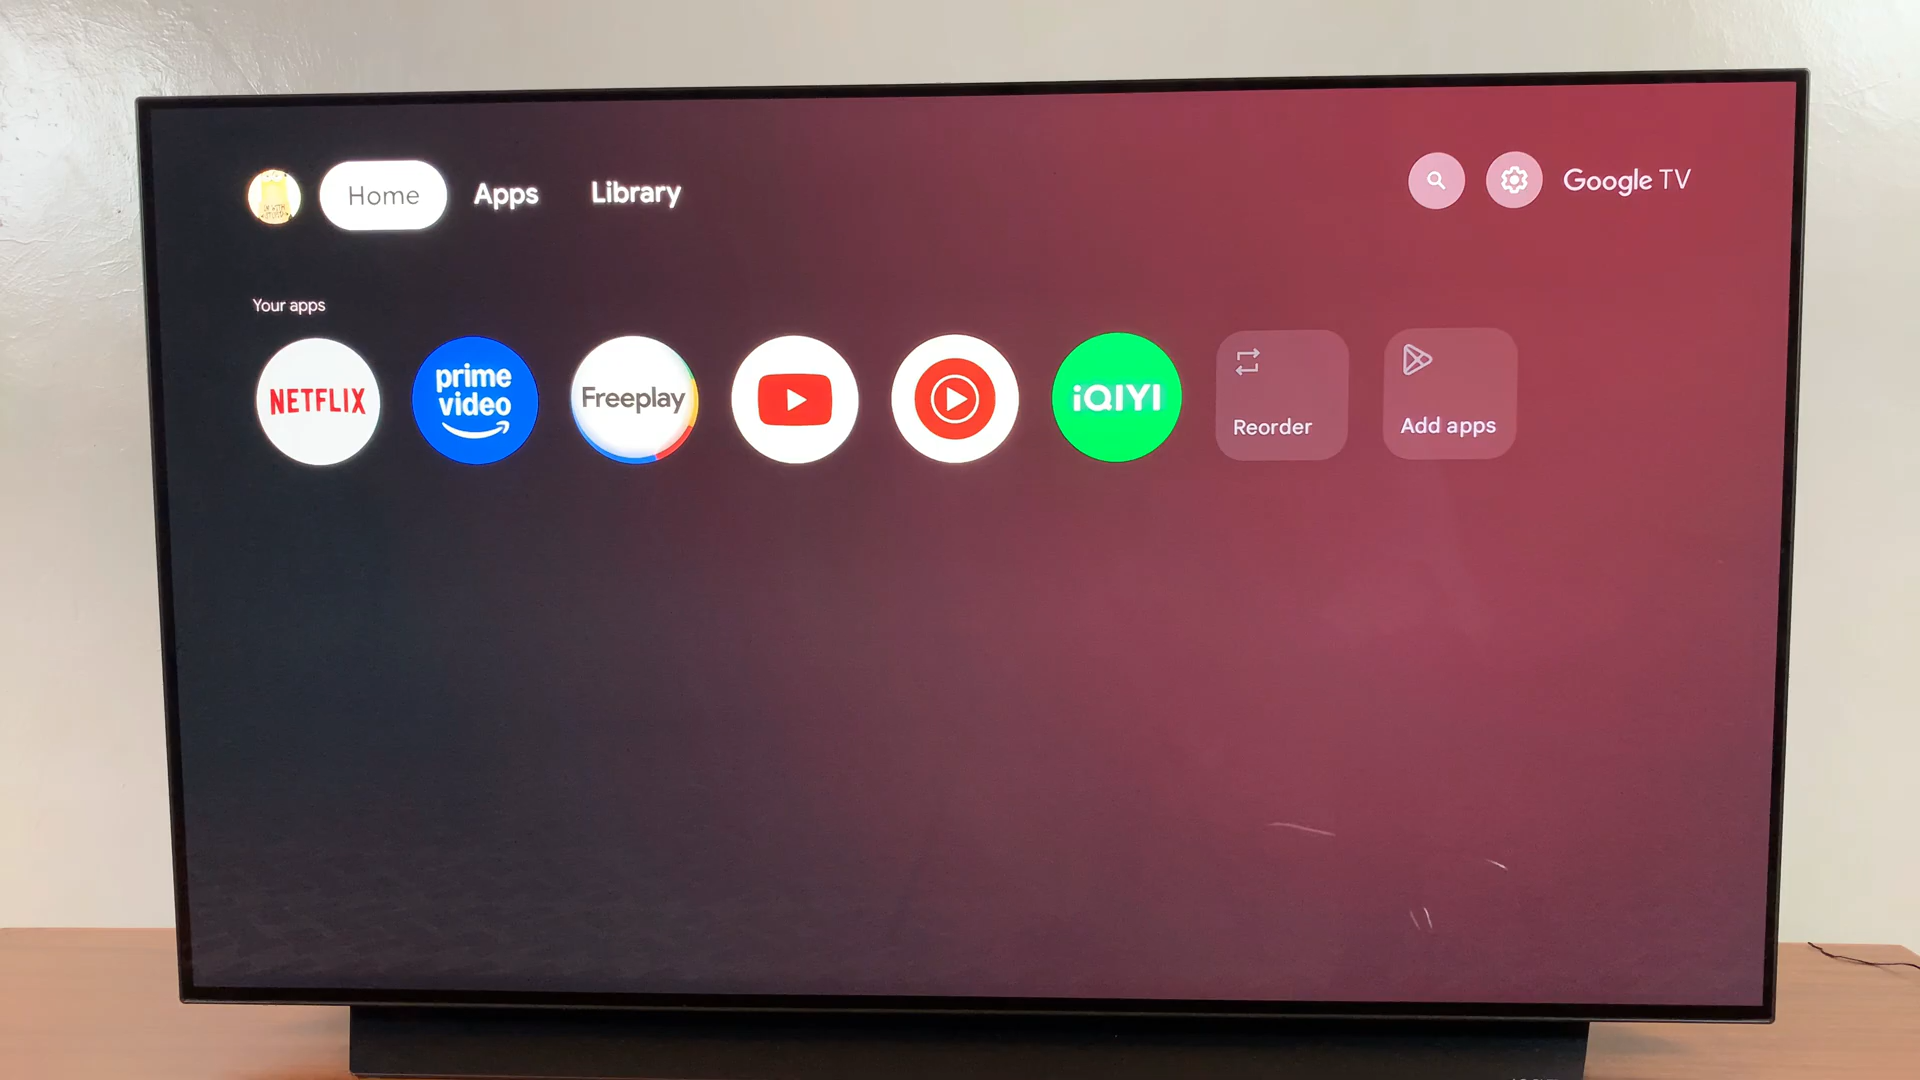 Home Apps Library Google TV
Your apps
NETFLIX
prime
video
Freeplay
iQIYI
Reorder
Add apps